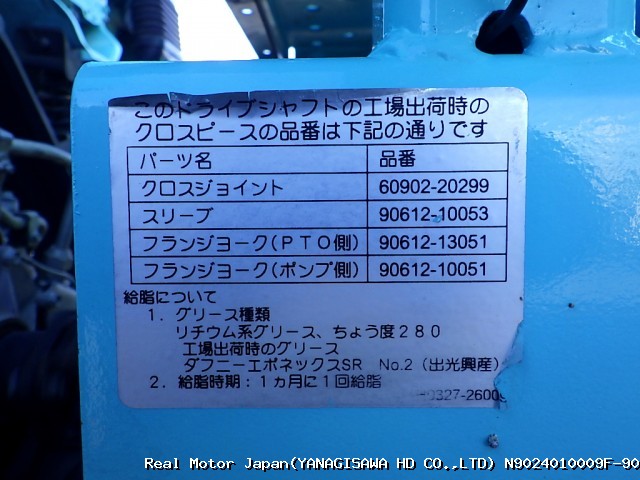 このドライブシャフトの工場出荷時の
クロスピースの品番は下記の通りです
パーツ名 品番
クロスジョイント 60902-20299
スリーブ 90612-10053
フランジヨーク(PTO側) 90612-13051
フランジヨーク(ポンプ側) 90612-10051
給脂について
1. グリース種類
リチウム系グリース、ちょう度280
工場出荷時のグリース
ダフニーエポネックスSR No.2(出光興産)
2. 給脂時期:1ヵ月に1回給脂
0327-2600
Real Motor Japan(YANAGISAWA HD CO.,LTD) N9024010009F-90